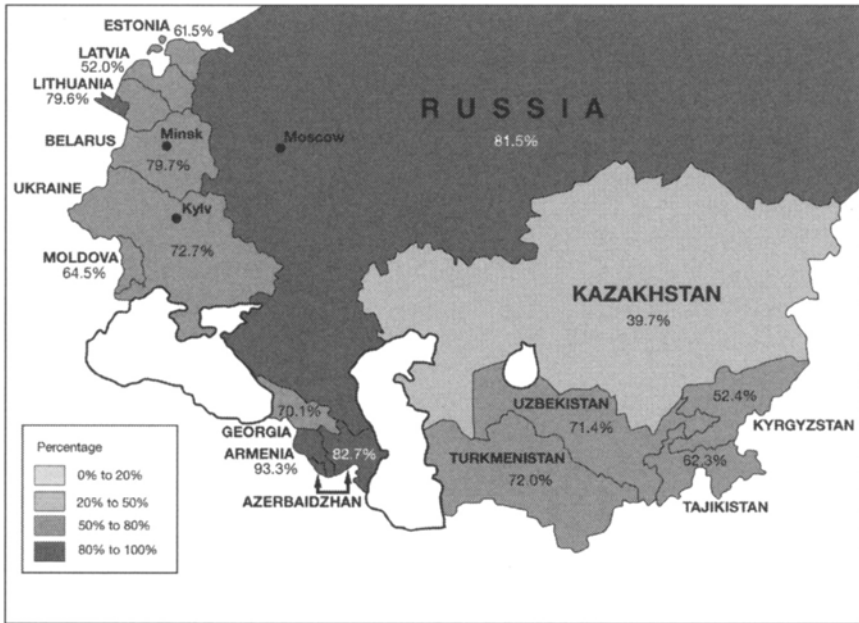 ESTONIA
61.5%
LATVIA
52.0%
LITHUANIA
79.6%
RUSSIA
81.5%
Moscow
BELARUS
Minsk
79.7%
UKRAINE
Kyiv
72.7%
MOLDOVA
64.5%
KAZAKHSTAN
39.7%
70.1%
GEORGIA
ARMENIA
93.3%
82.7%
AZERBAIDZHAN
UZBEKISTAN
71.4%
52.4%
KYRGYZSTAN
TURKMENISTAN
72.0%
62.3%
TAJIKISTAN
Percentage
0% to 20%
20% to 50%
50% to 80%
80% to 100%